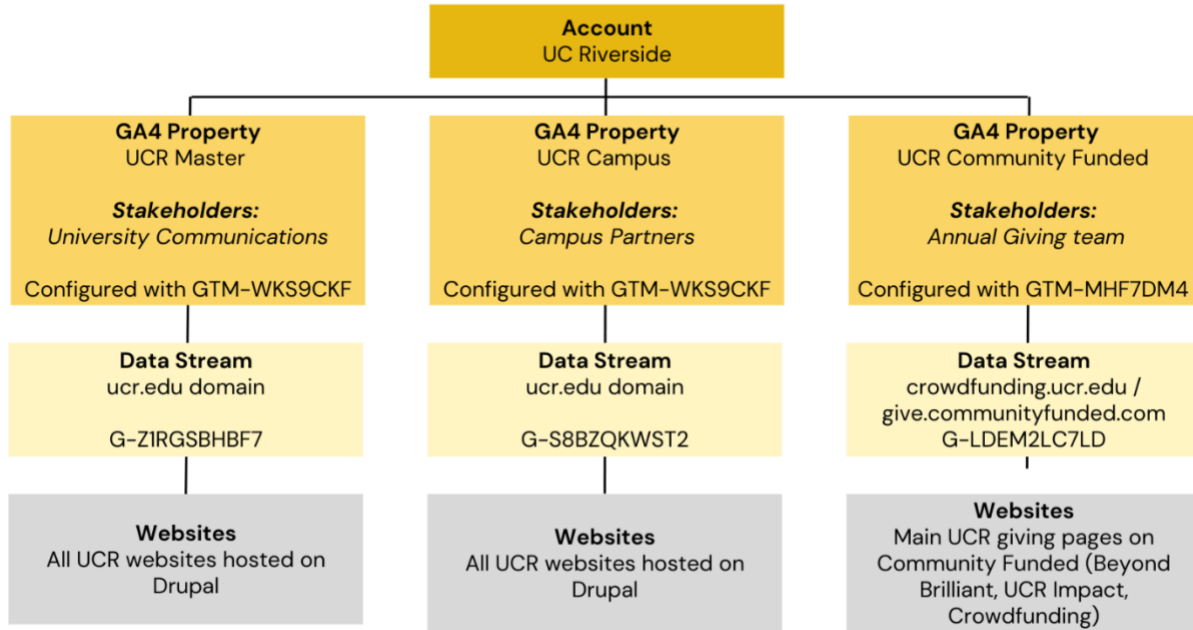 Account
UC Riverside
GA4 Property
UCR Master
Stakeholders:
University Communications
Configured with GTM-WKS9CKF
GA4 Property
UCR Campus
Stakeholders:
Campus Partners
Configured with GTM-WKS9CKF
GA4 Property
UCR Community Funded
Stakeholders:
Annual Giving team
Configured with GTM-MHF7DM4
Data Stream
ucr.edu domain
G-Z1RGSBHBF7
Data Stream
ucr.edu domain
G-S8BZQKWST2
Data Stream
crowdfunding.ucr.edu /
give.communityfunded.com
G-LDEM2LC7LD
Websites
All UCR websites hosted on
Drupal
Websites
All UCR websites hosted on
Drupal
Websites
Main UCR giving pages on
Community Funded (Beyond
Brilliant, UCR Impact,
Crowdfunding)